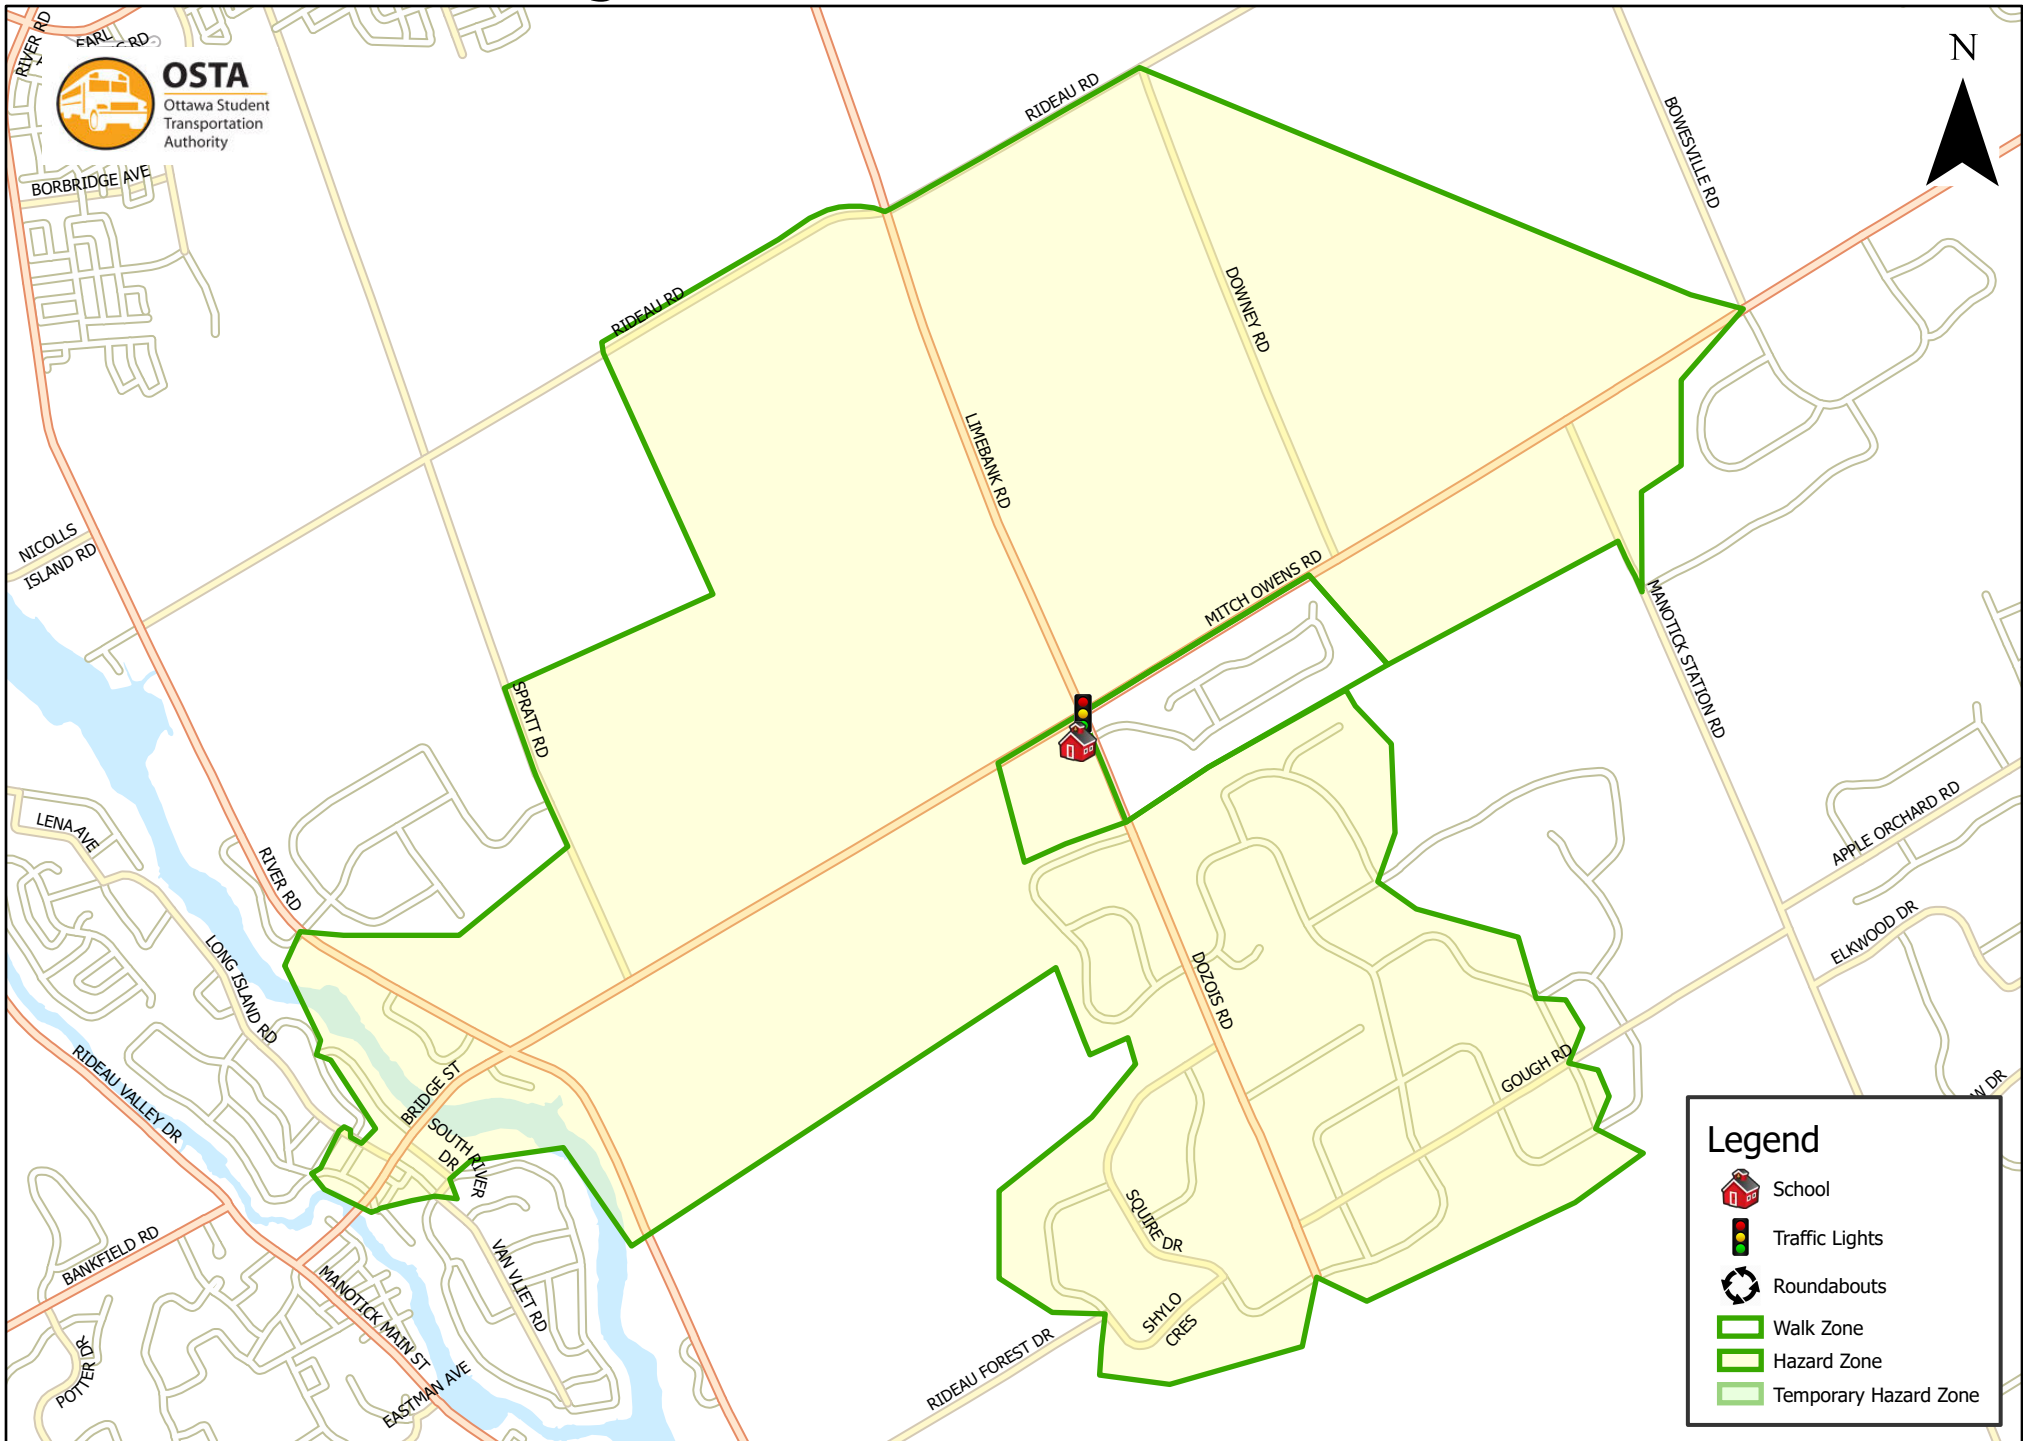 RIVER RD
EARL
RD
OSTA
Ottawa Student
Transportation
Authority
BORBRIDGE AVE
N
RIDEAU RD
BOWESVILLE RD
RIDEAU RD
DOWNEY RD
LIMEBANK RD
NICOLLS
ISLAND RD
MITCH OWENS RD
MANOTICK STATION RD
SPRATT RD
LENA AVE
RIVER RD
APPLE ORCHARD RD
ELKWOOD DR
LONG ISLAND RD
DOZOIS RD
RIDEAU VALLEY DR
BRIDGE ST
GOUGH RD
W DR
SOUTH RIVER
DR
SQUIRE DR
BANKFIELD RD
VAN VLIET RD
MANOTICK MAIN ST
SHYLO
CRES
POTTER DR
EASTMAN AVE
RIDEAU FOREST DR
Legend
School
Traffic Lights
Roundabouts
Walk Zone
Hazard Zone
Temporary Hazard Zone